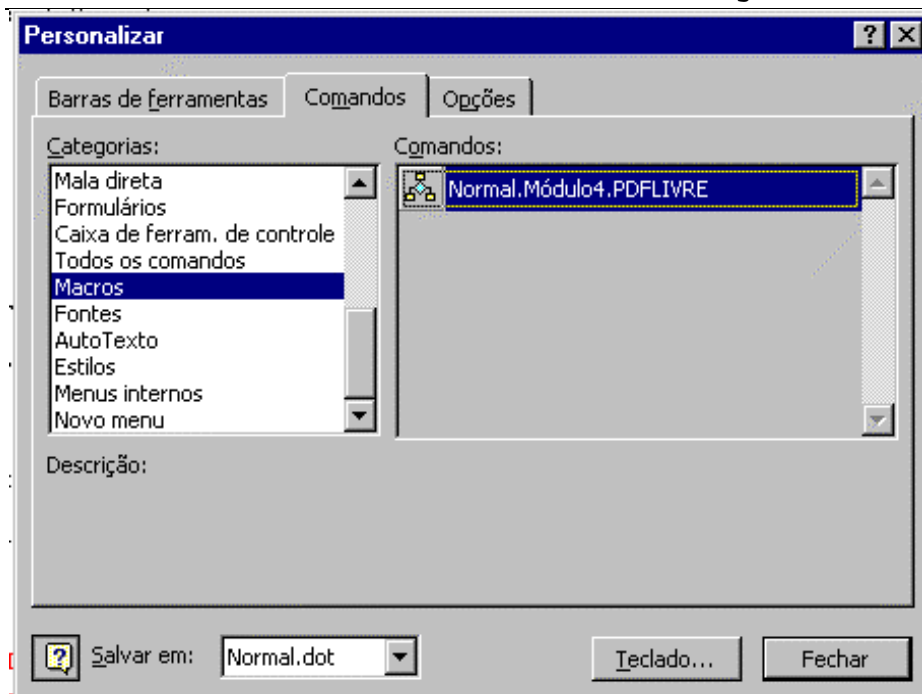 Personalizar
Barras de ferramentas Comandos Opções
Categorias: Comandos:
Mala direta
Formulários
Caixa de ferram. de controle
Todos os comandos
Macros
Fontes
AutoTexto
Estilos
Menus internos
Novo menu
Normal.Módulo4.PDFLIVRE
Descrição:
Salvar em: Normal.dot Teclado... Fechar